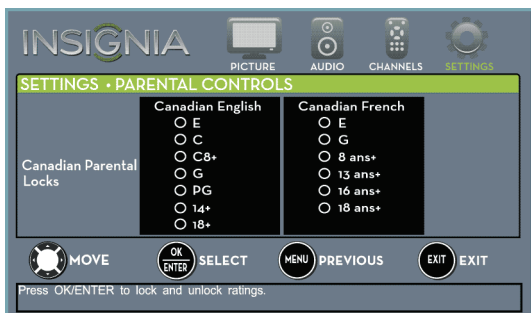 INSIGNIA
PICTURE AUDIO CHANNELS SETTINGS
SETTINGS • PARENTAL CONTROLS
Canadian Parental
Locks
Canadian English
E
C
C8+
G
PG
14+
18+
Canadian French
E
G
8 ans+
13 ans+
16 ans+
18 ans+
MOVE OK/ENTER SELECT MENU PREVIOUS EXIT EXIT
Press OK/ENTER to lock and unlock ratings.